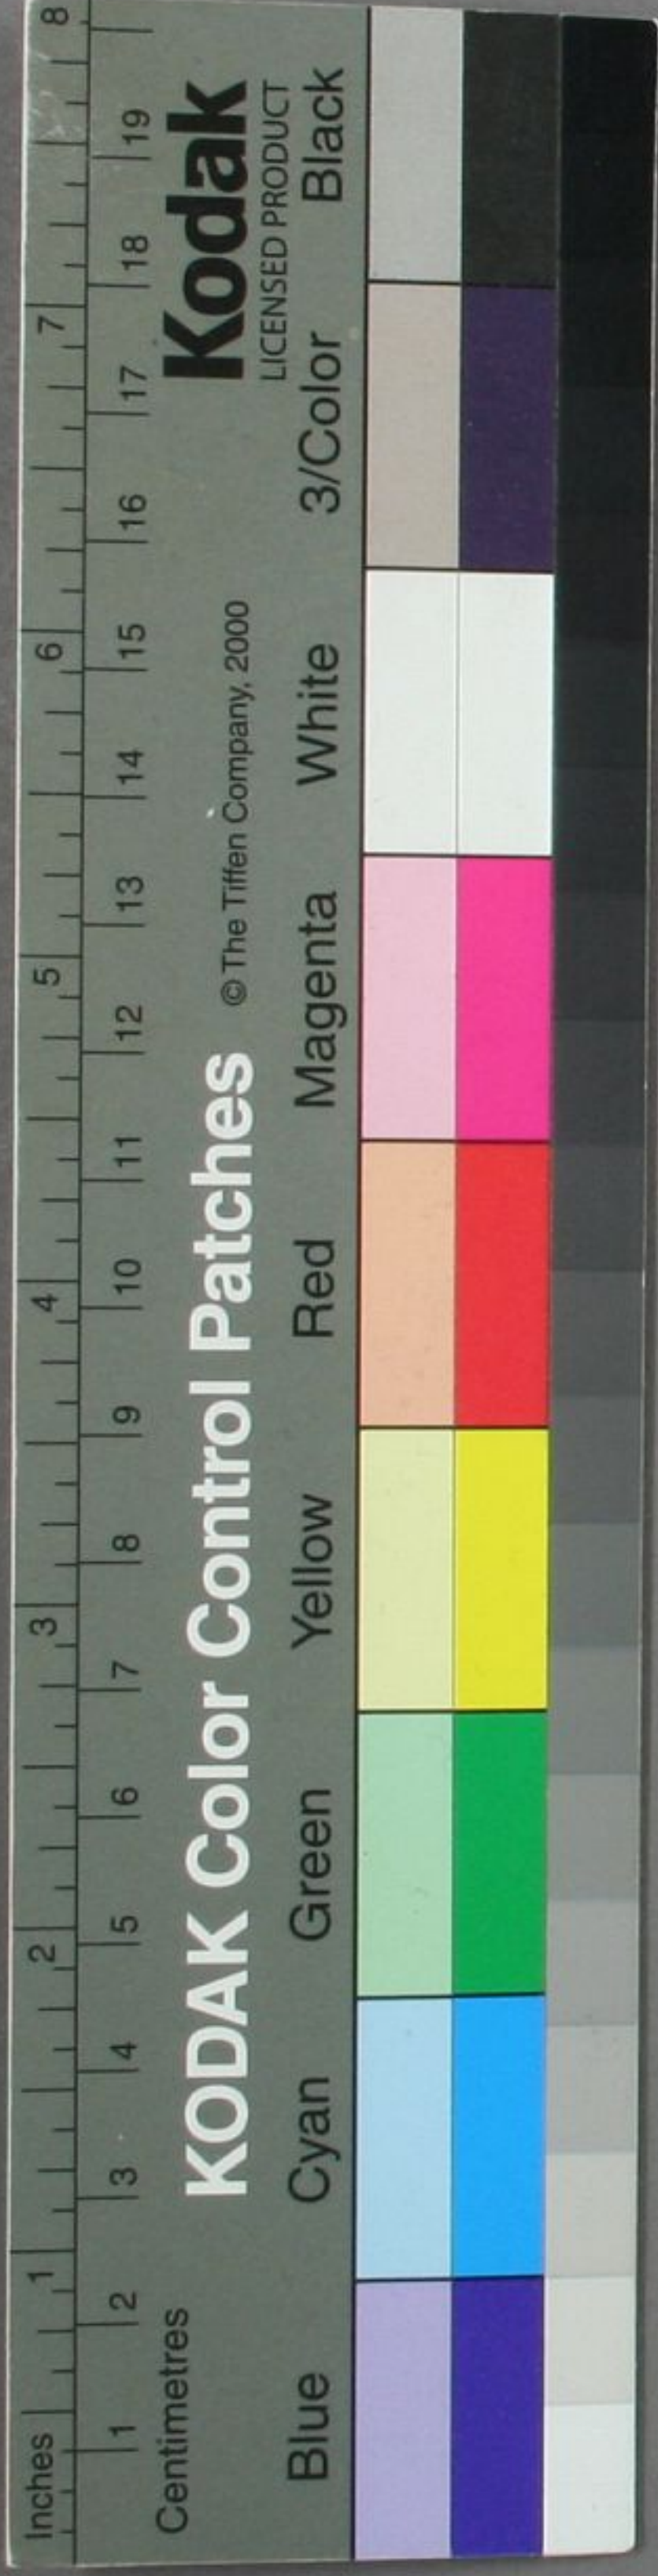 Inches 1 2 3 4 5 6 7 8
1 2 3 4 5 6 7 8 9 10 11 12 13 14 15 16 17 18 19
Centimetres
KODAK Color Control Patches © The Tiffen Company, 2000 Kodak
LICENSED PRODUCT
Blue Cyan Green Yellow Red Magenta White 3/Color Black